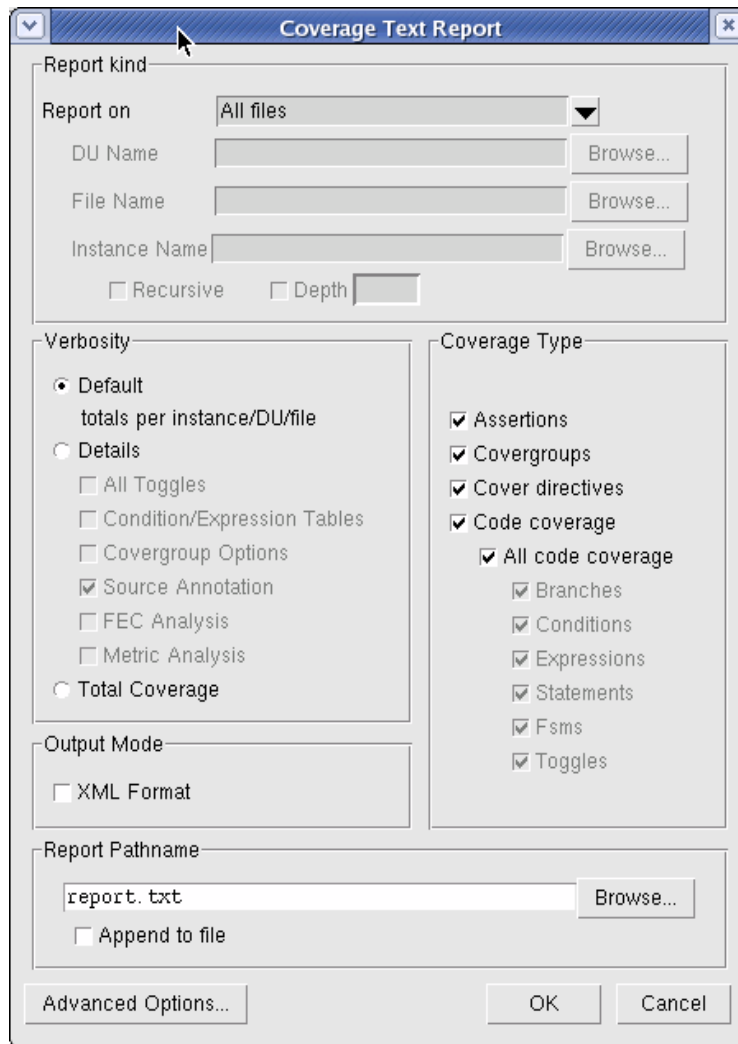 Coverage Text Report
Report kind
Report on All files
DU Name Browse...
File Name Browse...
Instance Name Browse...
Recursive Depth
Verbosity
Default
totals per instance/DU/file
Details
All Toggles
Condition/Expression Tables
Covergroup Options
Source Annotation
FEC Analysis
Metric Analysis
Total Coverage
Coverage Type
Assertions
Covergroups
Cover directives
Code coverage
All code coverage
Branches
Conditions
Expressions
Statements
Fsms
Toggles
Output Mode
XML Format
Report Pathname
report.txt Browse...
Append to file
Advanced Options... OK Cancel